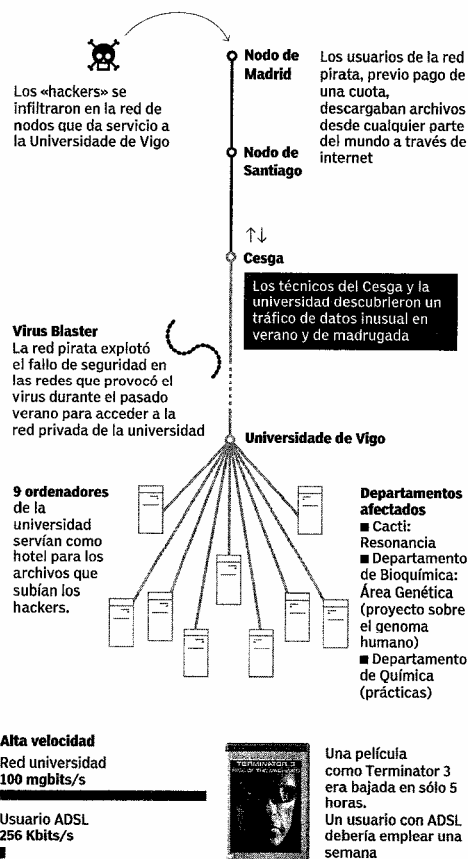 Nodo de
Madrid
Los usuarios de la red
pirata, previo pago de
una cuota,
descargaban archivos
desde cualquier parte
del mundo a través de
internet
Los «hackers» se
infiltraron en la red de
nodos que da servicio a
la Universidade de Vigo
Nodo de
Santiago
Cesga
Los técnicos del Cesga y la
universidad descubrieron un
tráfico de datos inusual en
verano y de madrugada
Virus Blaster
La red pirata explotó
el fallo de seguridad en
las redes que provocó el
virus durante el pasado
verano para acceder a la
red privada de la universidad
Universidade de Vigo
9 ordenadores
de la
universidad
servían como
hotel para los
archivos que
subían los
hackers.
Departamentos
afectados
■ Cacti:
Resonancia
■ Departamento
de Bioquímica:
Área Genética
(proyecto sobre
el genoma
humano)
■ Departamento
de Química
(prácticas)
Alta velocidad
Red universidad
100 mgbits/s
Usuario ADSL
256 Kbits/s
TERMINATOR 3
Una película
como Terminator 3
era bajada en sólo 5
horas.
Un usuario con ADSL
debería emplear una
semana